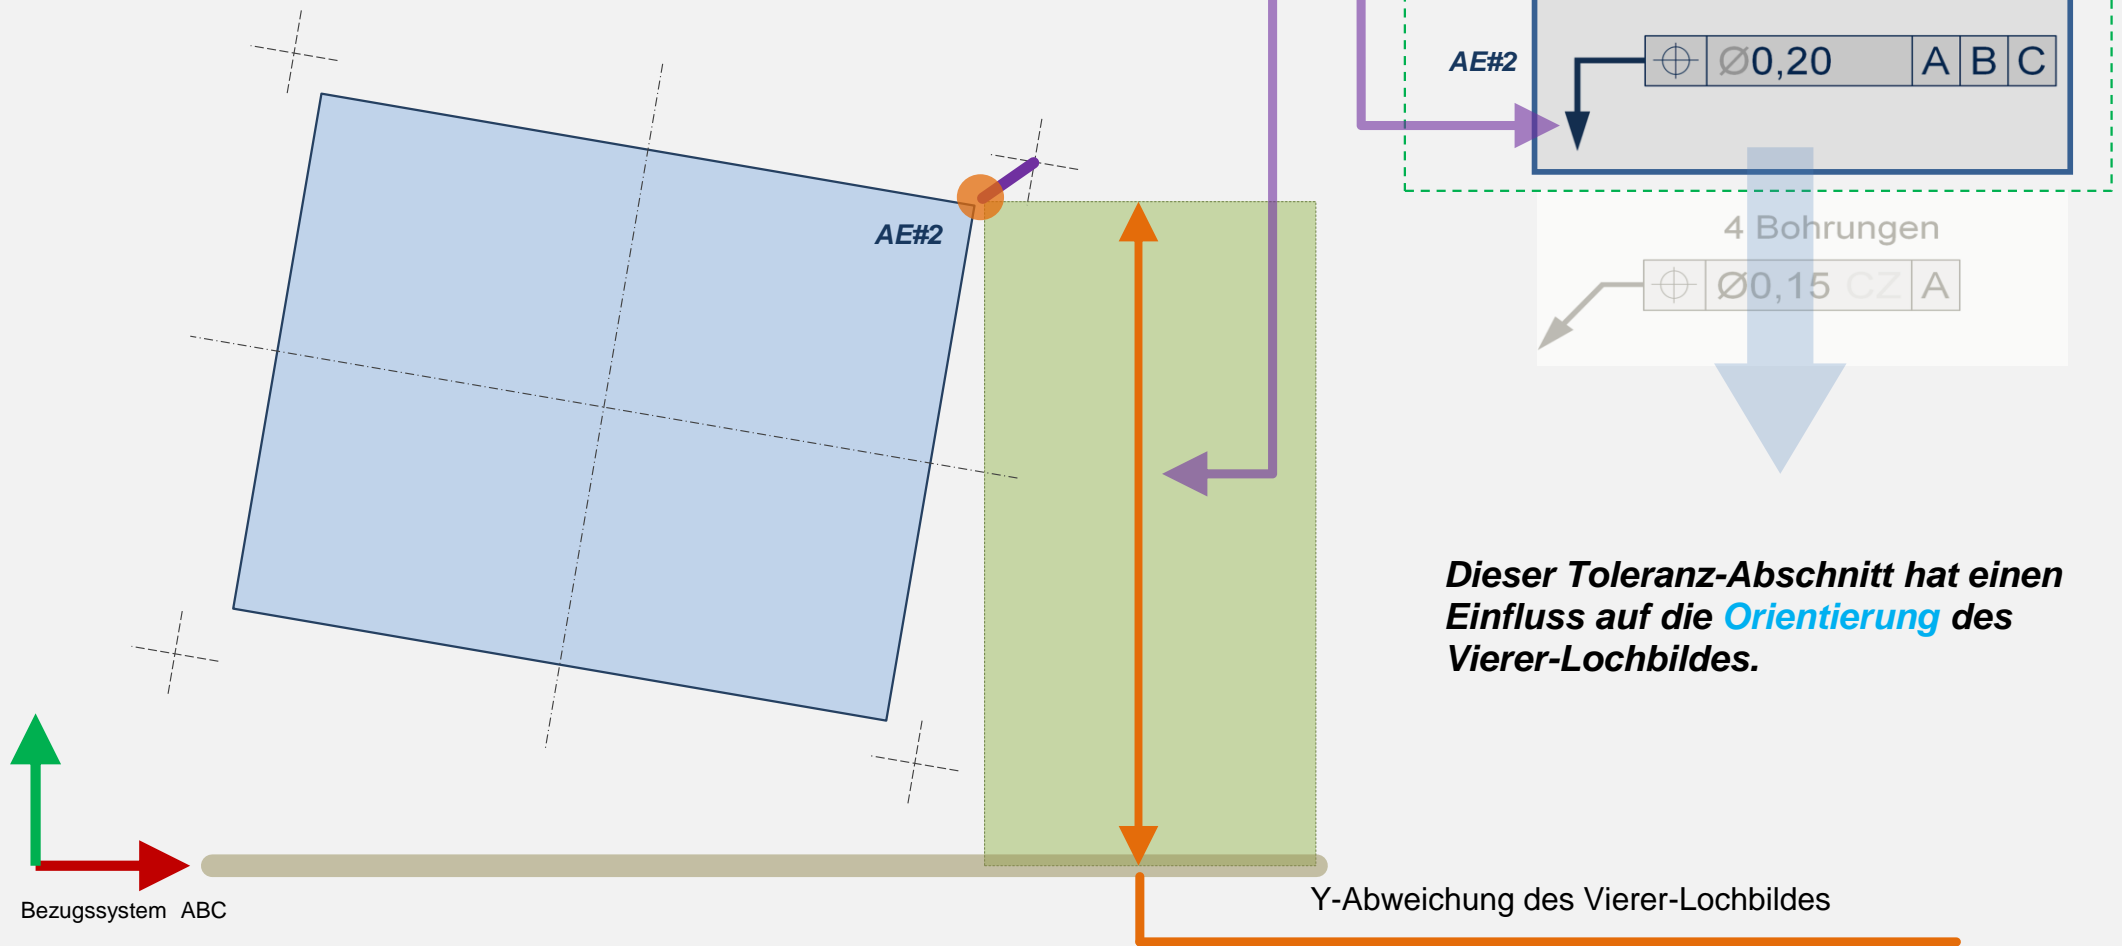 AE#2
⌖ Ø0,20 A B C
4 Bohrungen
⌖ Ø0,15 CZ A
AE#2
Dieser Toleranz-Abschnitt hat einen
Einfluss auf die Orientierung des
Vierer-Lochbildes.
Y-Abweichung des Vierer-Lochbildes
Bezugssystem ABC